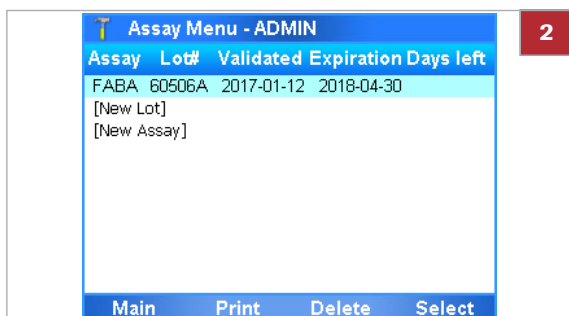 Assay Menu - ADMIN
2
Assay Lot# Validated Expiration Days left
FABA 60506A 2017-01-12 2018-04-30
[New Lot]
[New Assay]
Main Print Delete Select